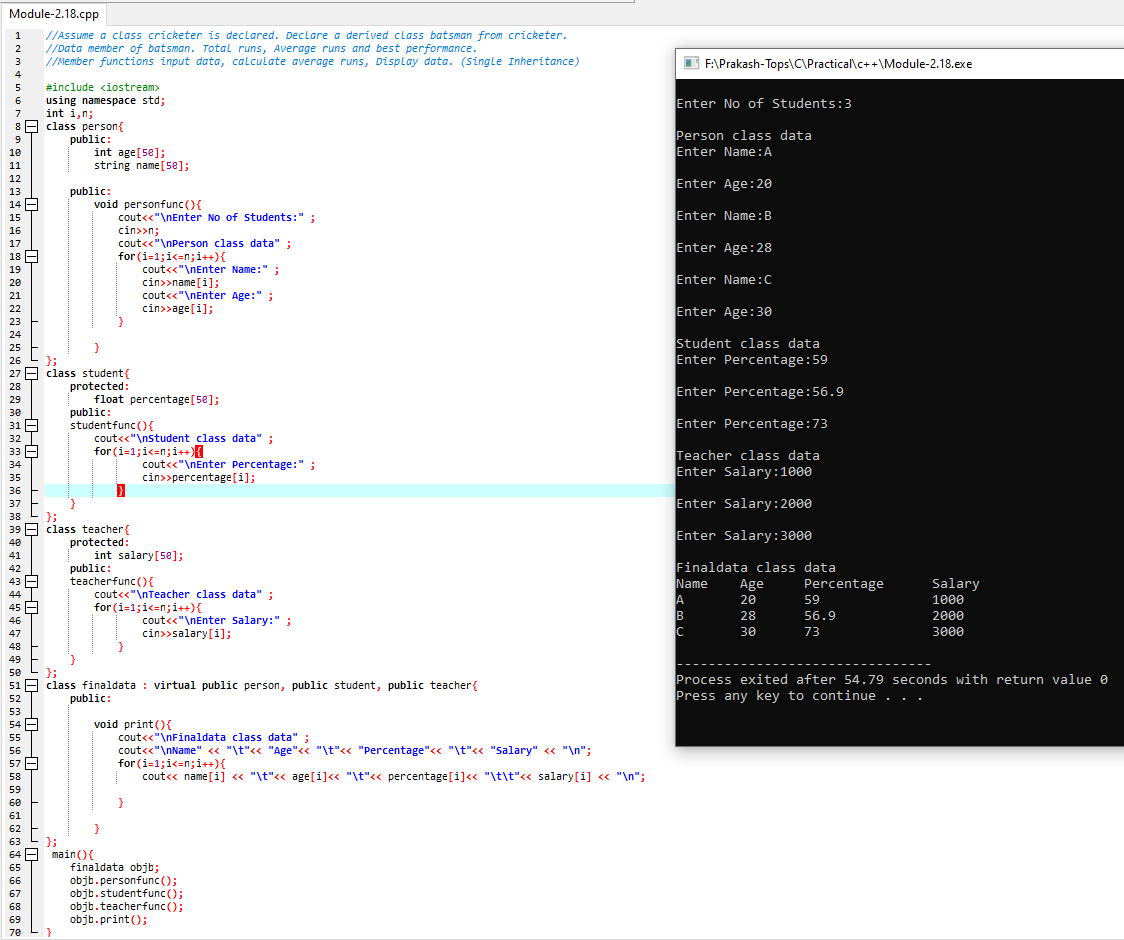 Module-2.18.cpp
1 //Assume a class cricketer is declared. Declare a derived class batsman from cricketer.
2 //Data member of batsman. Total runs, Average runs and best performance.
3 //Member functions input data, calculate average runs, Display data. (Single Inheritance)
4
5 #include <iostream>
6 using namespace std;
7 int i,n;
8 class person{
9 public:
10 int age[50];
11 string name[50];
12
13 public:
14 void personfunc(){
15 cout<<"\nEnter No of Students:" ;
16 cin>>n;
17 cout<<"\nPerson class data" ;
18 for(i=1;i<=n;i++){
19 cout<<"\nEnter Name:" ;
20 cin>>name[i];
21 cout<<"\nEnter Age:" ;
22 cin>>age[i];
23 }
24
25 }
26 };
27 class student{
28 protected:
29 float percentage[50];
30 public:
31 studentfunc(){
32 cout<<"\nStudent class data" ;
33 for(i=1;i<=n;i++){
34 cout<<"\nEnter Percentage:" ;
35 cin>>percentage[i];
36 }
37 }
38 };
39 class teacher{
40 protected:
41 int salary[50];
42 public:
43 teacherfunc(){
44 cout<<"\nTeacher class data" ;
45 for(i=1;i<=n;i++){
46 cout<<"\nEnter Salary:" ;
47 cin>>salary[i];
48 }
49 }
50 };
51 class finaldata : virtual public person, public student, public teacher{
52 public:
53
54 void print(){
55 cout<<"\nFinaldata class data" ;
56 cout<<"\nName" << "\t"<< "Age"<< "\t"<< "Percentage"<< "\t"<< "Salary" << "\n";
57 for(i=1;i<=n;i++){
58 cout<< name[i] << "\t"<< age[i]<< "\t"<< percentage[i]<< "\t\t"<< salary[i] << "\n";
59
60 }
61
62 }
63 };
64 main(){
65 finaldata objb;
66 objb.personfunc();
67 objb.studentfunc();
68 objb.teacherfunc();
69 objb.print();
70 }
F:\Prakash-Tops\C\Practical\c++\Module-2.18.exe
Enter No of Students:3
Person class data
Enter Name:A
Enter Age:20
Enter Name:B
Enter Age:28
Enter Name:C
Enter Age:30
Student class data
Enter Percentage:59
Enter Percentage:56.9
Enter Percentage:73
Teacher class data
Enter Salary:1000
Enter Salary:2000
Enter Salary:3000
Finaldata class data
Name Age Percentage Salary
A 20 59 1000
B 28 56.9 2000
C 30 73 3000
--------------------------------
Process exited after 54.79 seconds with return value 0
Press any key to continue . . .